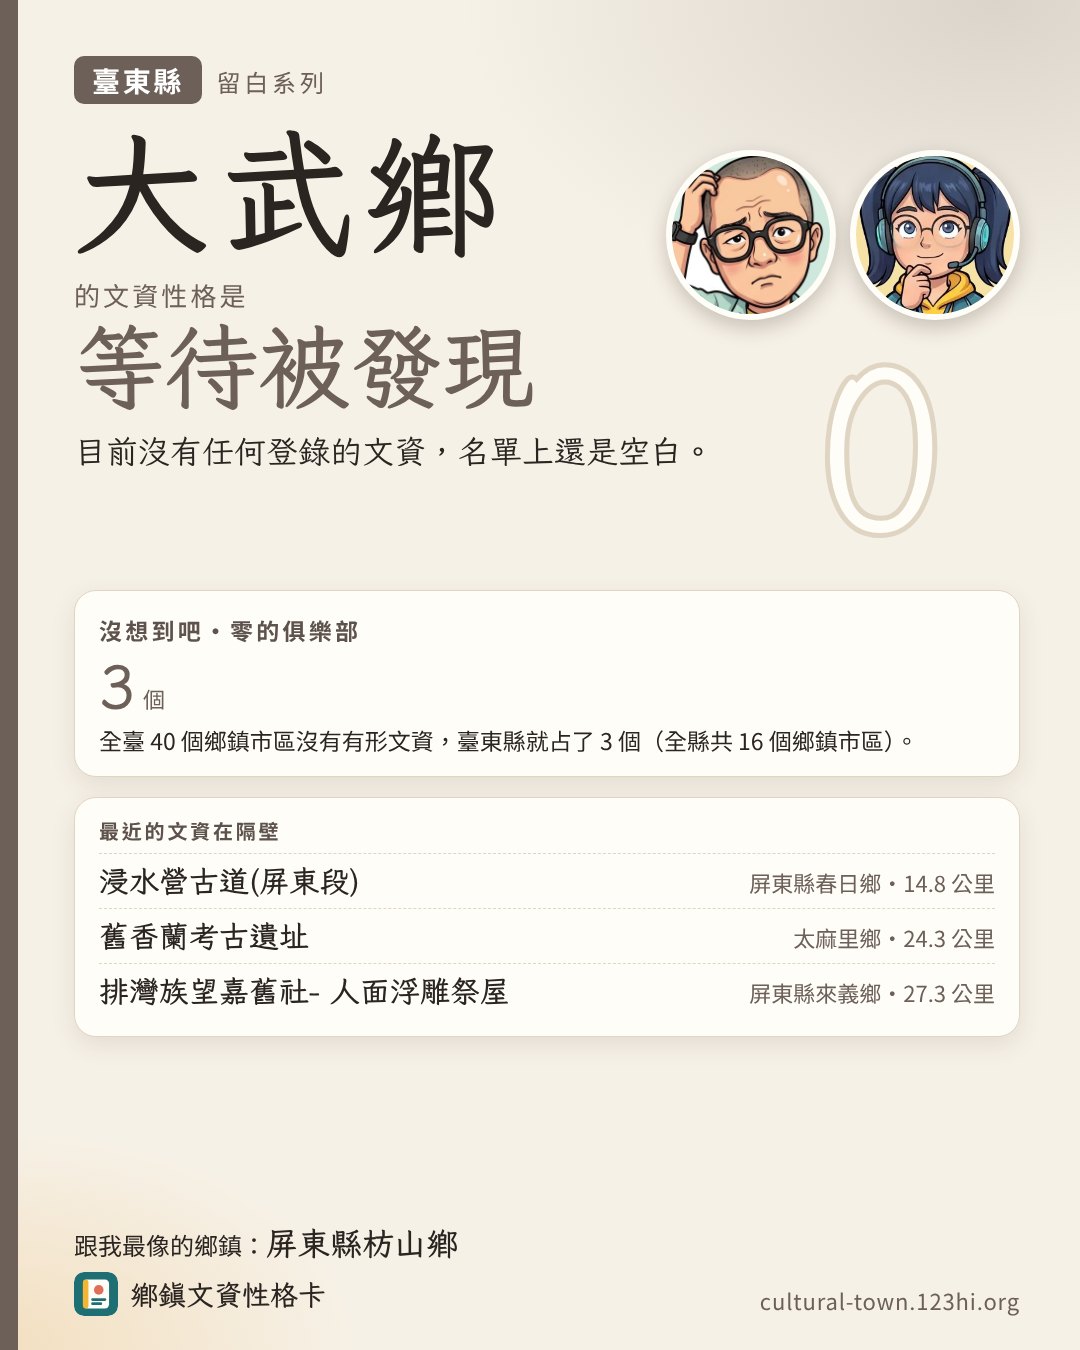 臺東縣 留白系列
大武鄉
的文資性格是
等待被發現
目前沒有任何登錄的文資，名單上還是空白。
0
沒想到吧・零的俱樂部
3 個
全臺 40 個鄉鎮市區沒有有形文資，臺東縣就占了 3 個（全縣共 16 個鄉鎮市區）。
最近的文資在隔壁
浸水營古道(屏東段) 屏東縣春日鄉・14.8 公里
舊香蘭考古遺址 太麻里鄉・24.3 公里
排灣族望嘉舊社- 人面浮雕祭屋 屏東縣來義鄉・27.3 公里
跟我最像的鄉鎮：屏東縣枋山鄉
鄉鎮文資性格卡
cultural-town.123hi.org